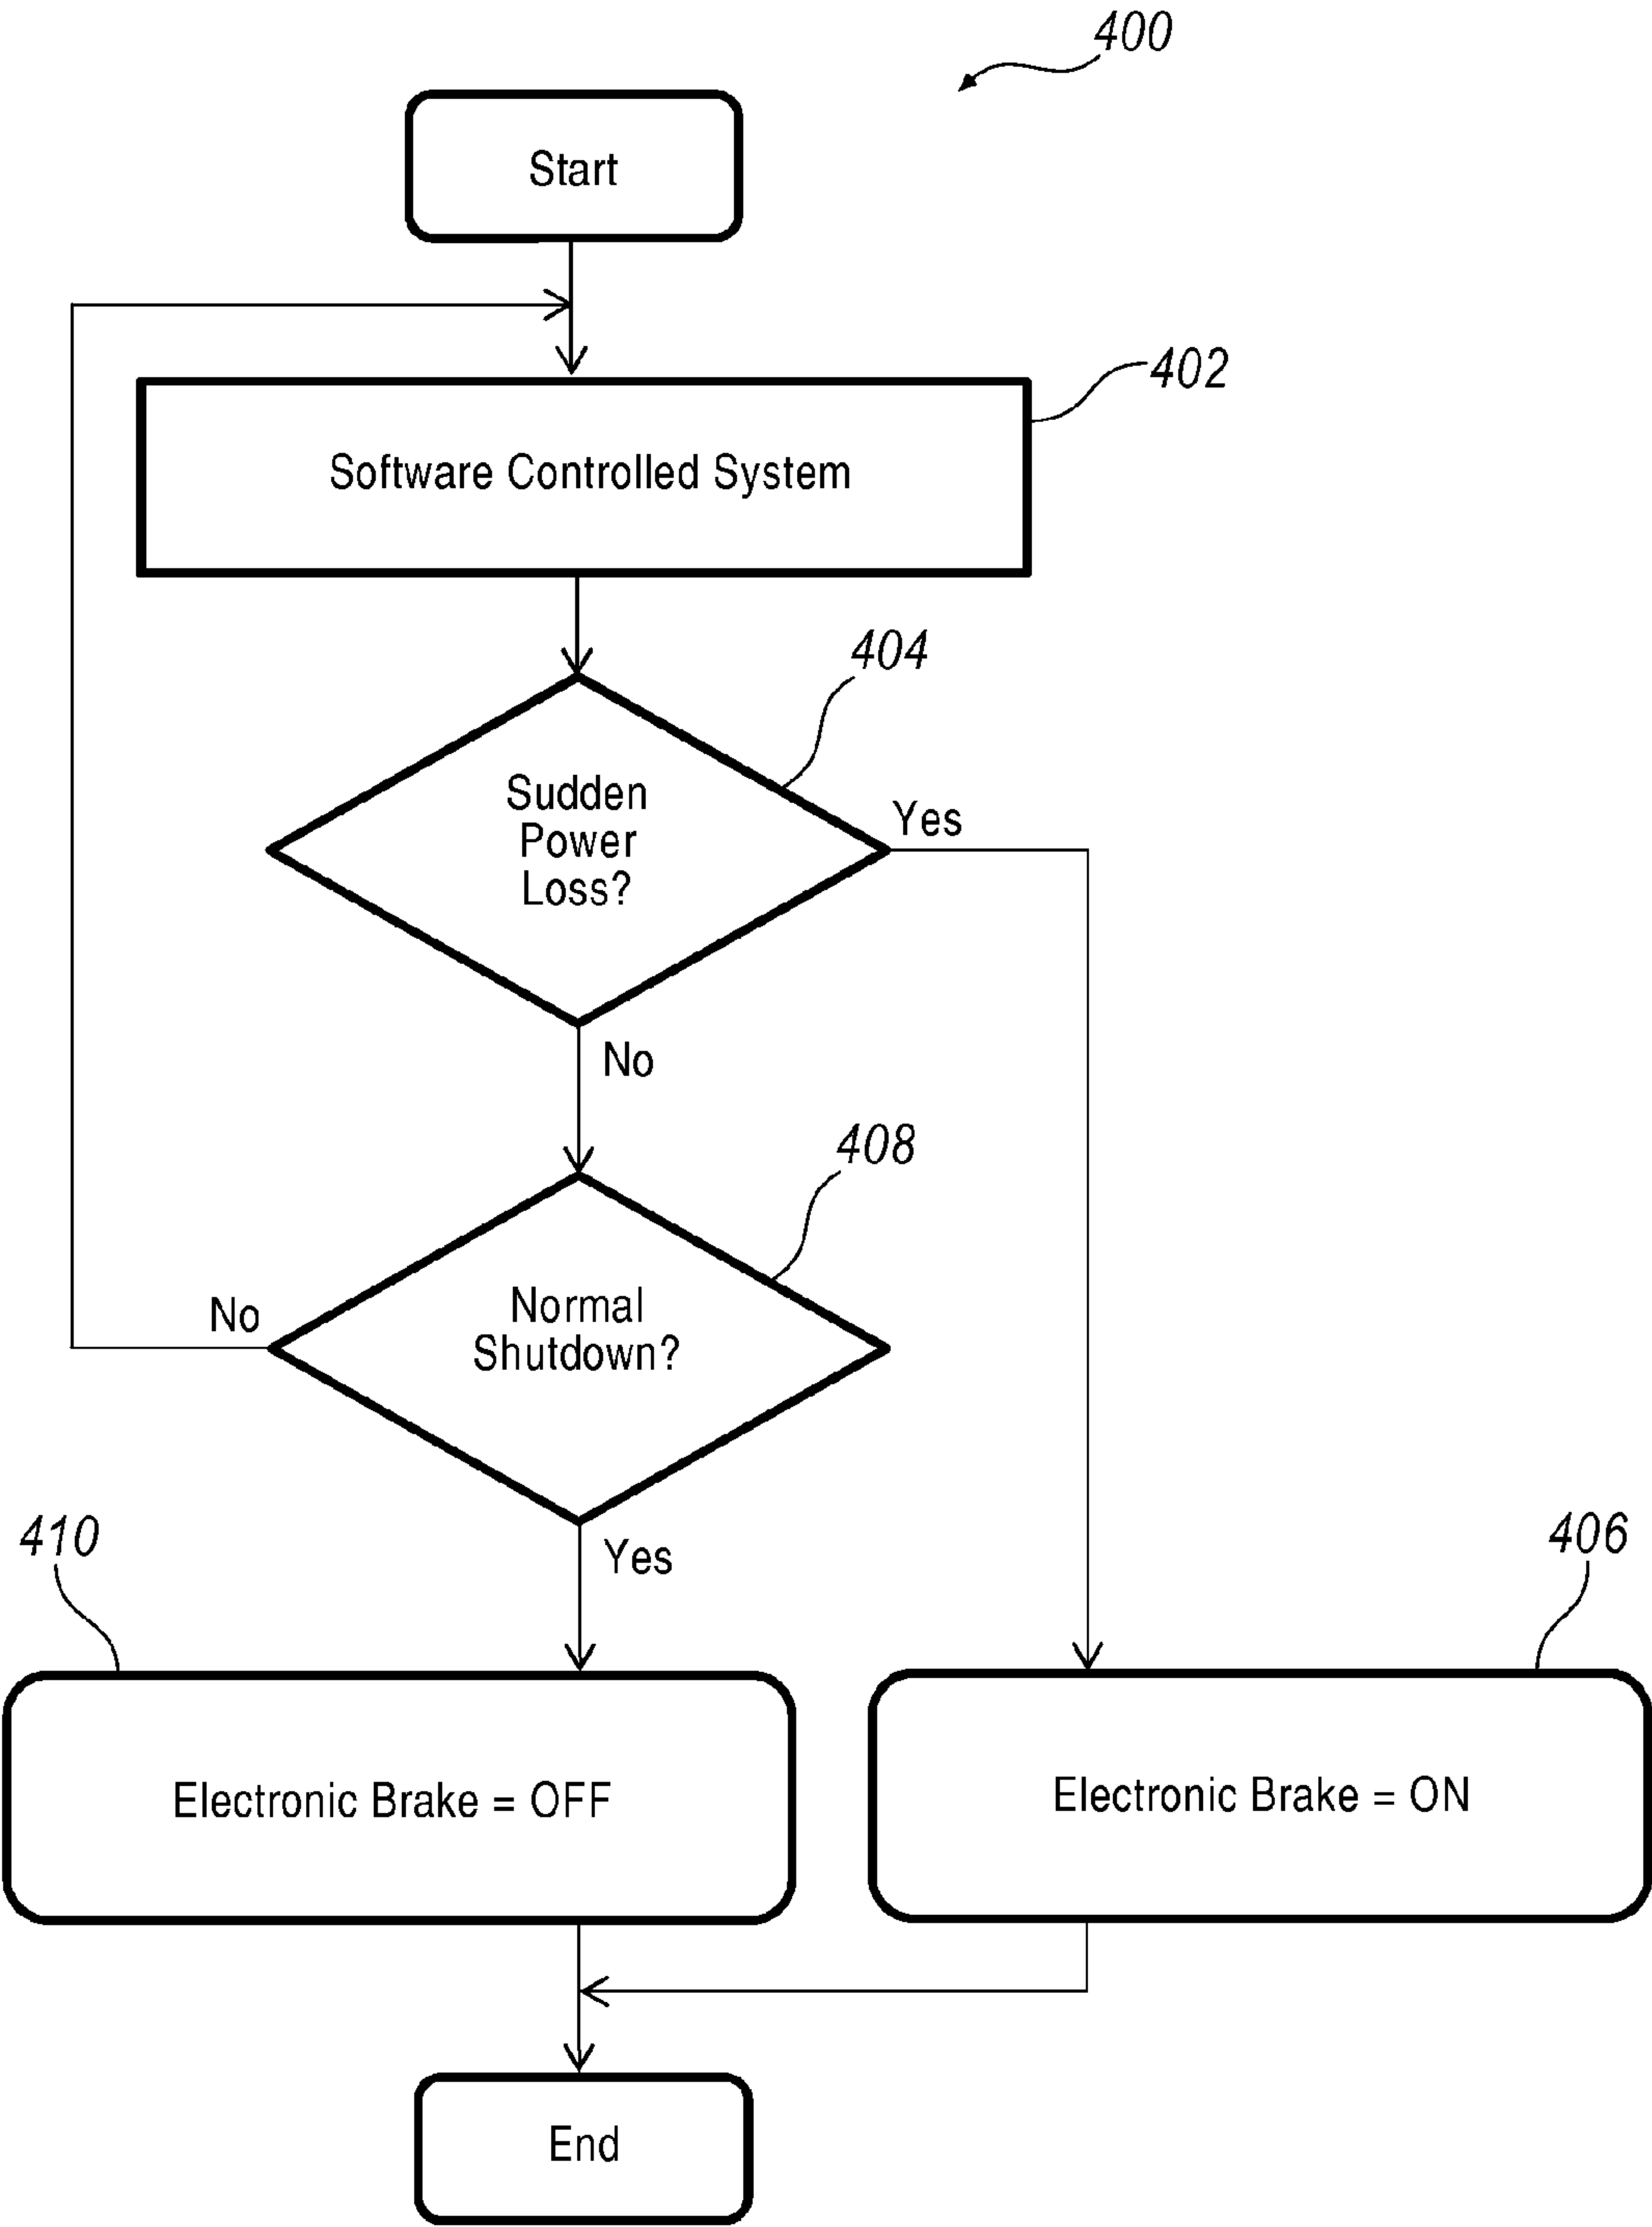 400
Start
402
Software Controlled System
404
Sudden
Power
Loss?
Yes
No
408
Normal
Shutdown?
No
Yes
410
406
Electronic Brake = OFF
Electronic Brake = ON
End